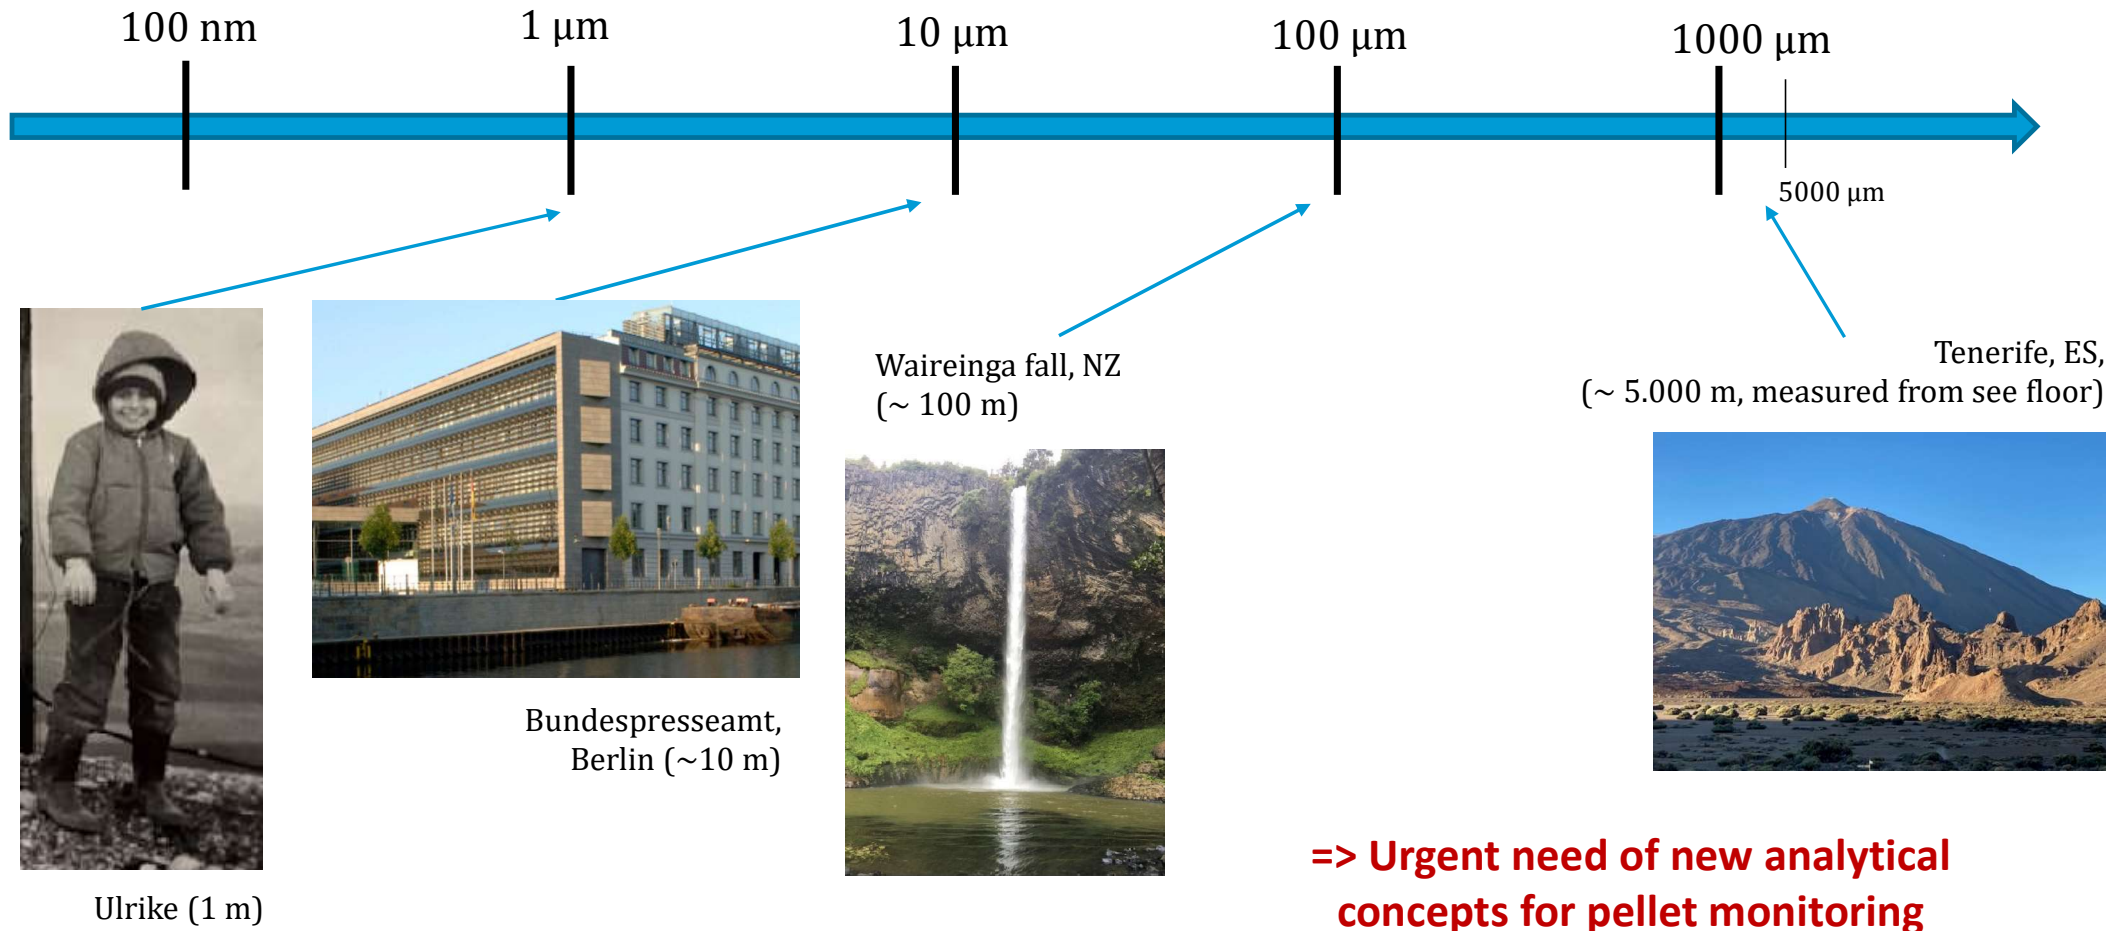 100 nm
1 µm
10 µm
100 µm
1000 µm
5000 µm
Waireinga fall, NZ
(~ 100 m)
Tenerife, ES,
(~ 5.000 m, measured from see floor)
Bundespresseamt,
Berlin (~10 m)
Ulrike (1 m)
=> Urgent need of new analytical
concepts for pellet monitoring